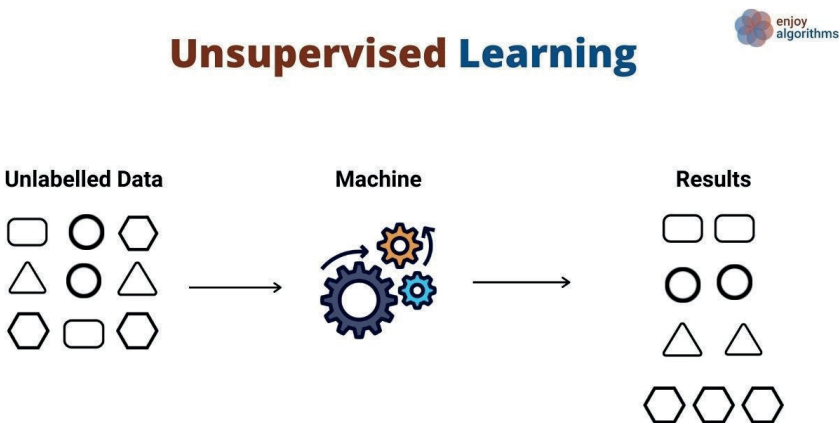 enjoy
algorithms
Unsupervised Learning
Unlabelled Data
Machine
Results